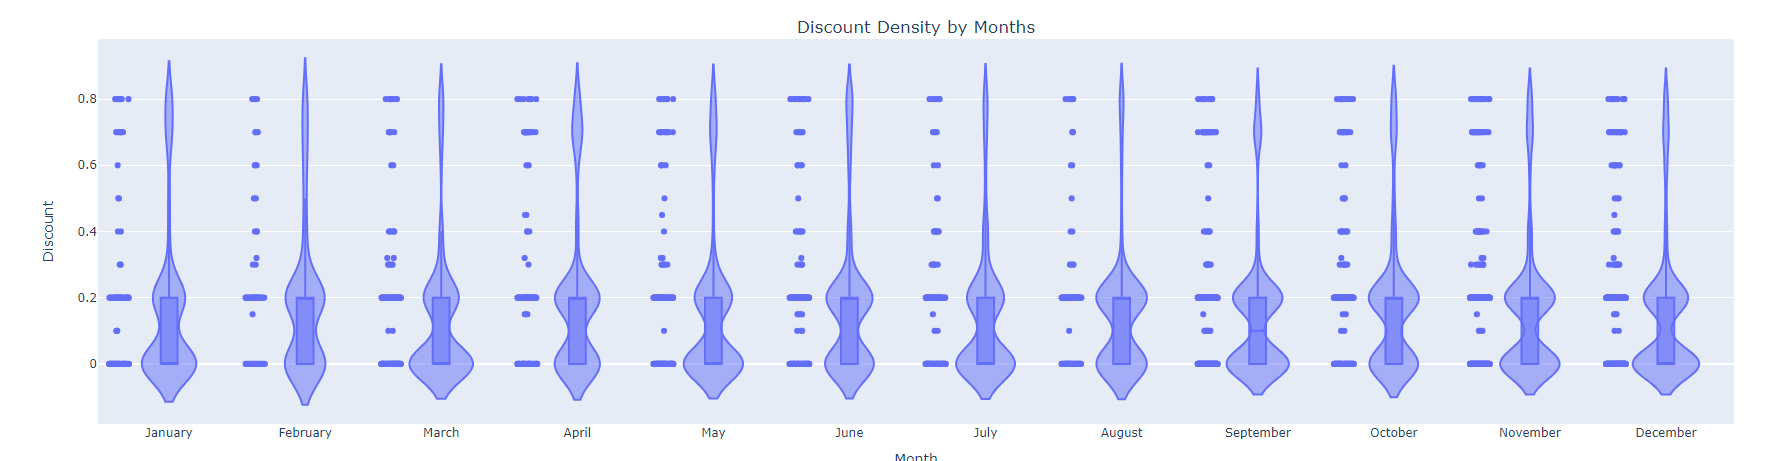 Discount Density by Months
Discount
0.8
0.6
0.4
0.2
0
January February March April May June July August September October November December
Month